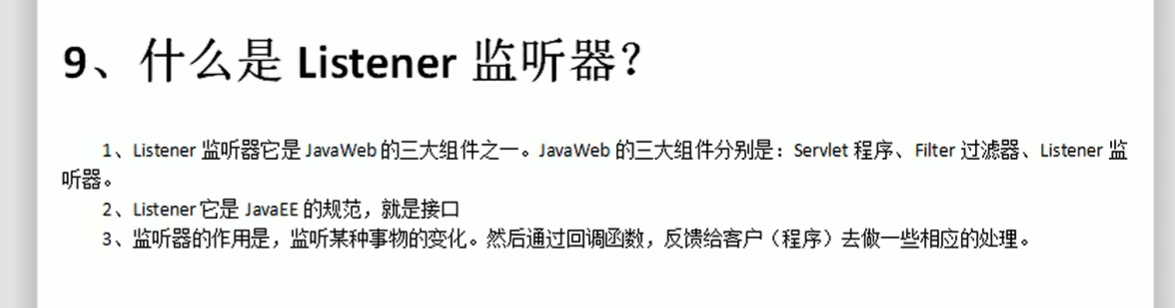 9、什么是 Listener 监听器？
1、Listener 监听器它是 JavaWeb 的三大组件之一。JavaWeb 的三大组件分别是：Servlet 程序、Filter 过滤器、Listener 监
听器。
2、Listener 它是 JavaEE 的规范，就是接口
3、监听器的作用是，监听某种事物的变化。然后通过回调函数，反馈给客户（程序）去做一些相应的处理。